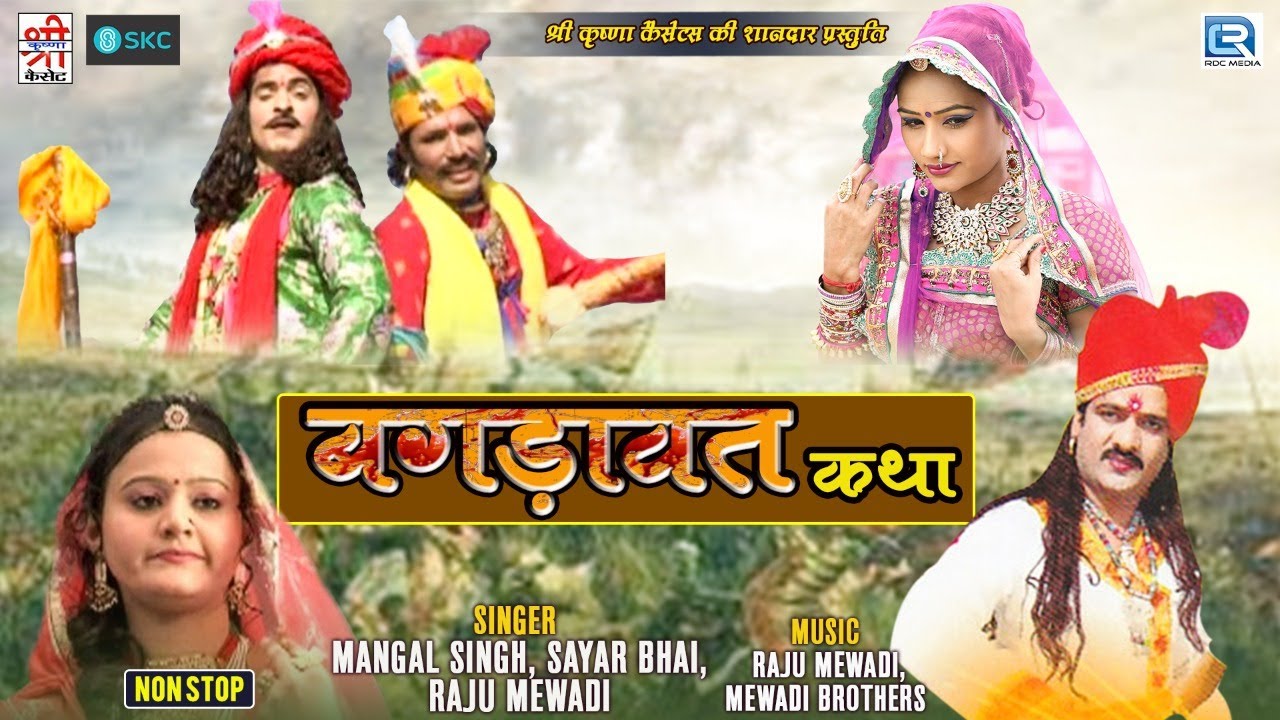 श्री
कृष्णा
श्री
कैसेट
SKC
श्री कृष्णा कैसेटस की शानदार प्रस्तुति
RDC MEDIA
बगड़ावत कथा
SINGER
MANGAL SINGH, SAYAR BHAI,
RAJU MEWADI
MUSIC
RAJU MEWADI,
MEWADI BROTHERS
NON STOP